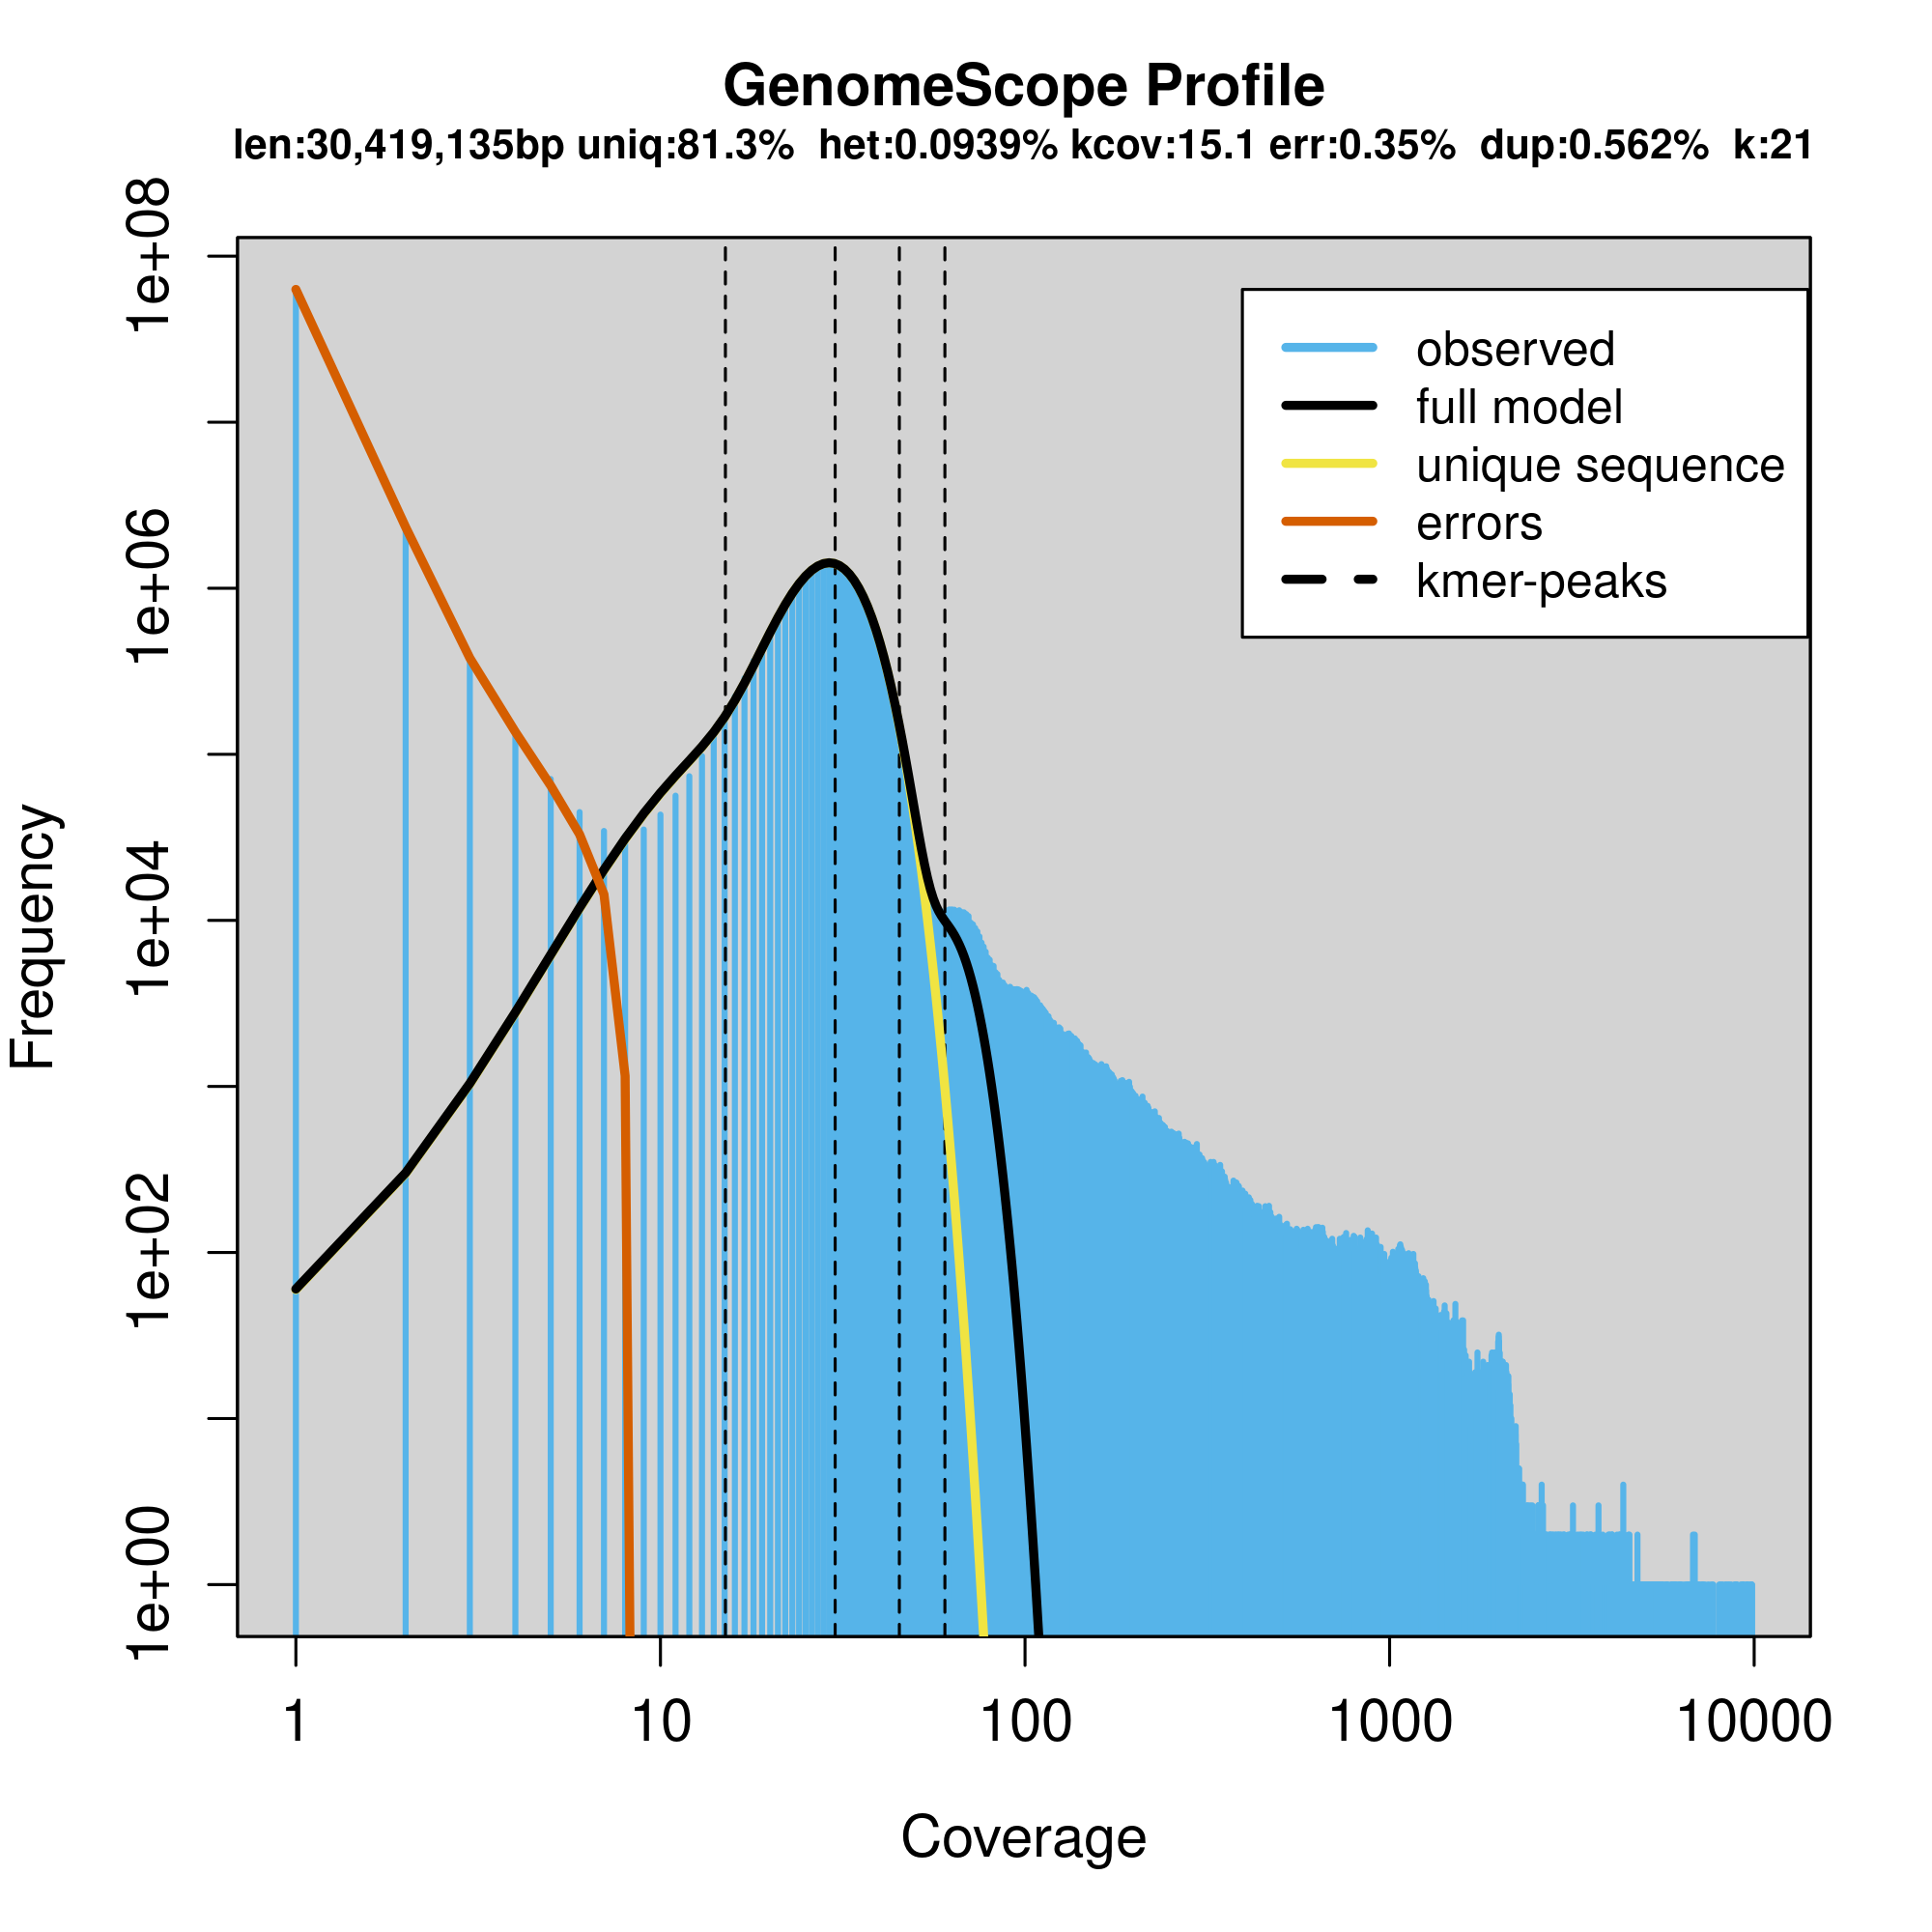 GenomeScope Profile
len:30,419,135bp uniq:81.3% het:0.0939% kcov:15.1 err:0.35% dup:0.562% k:21
1e+08
1e+06
1e+04
1e+02
1e+00
Frequency
observed
full model
unique sequence
errors
kmer-peaks
1 10 100 1000 10000
Coverage